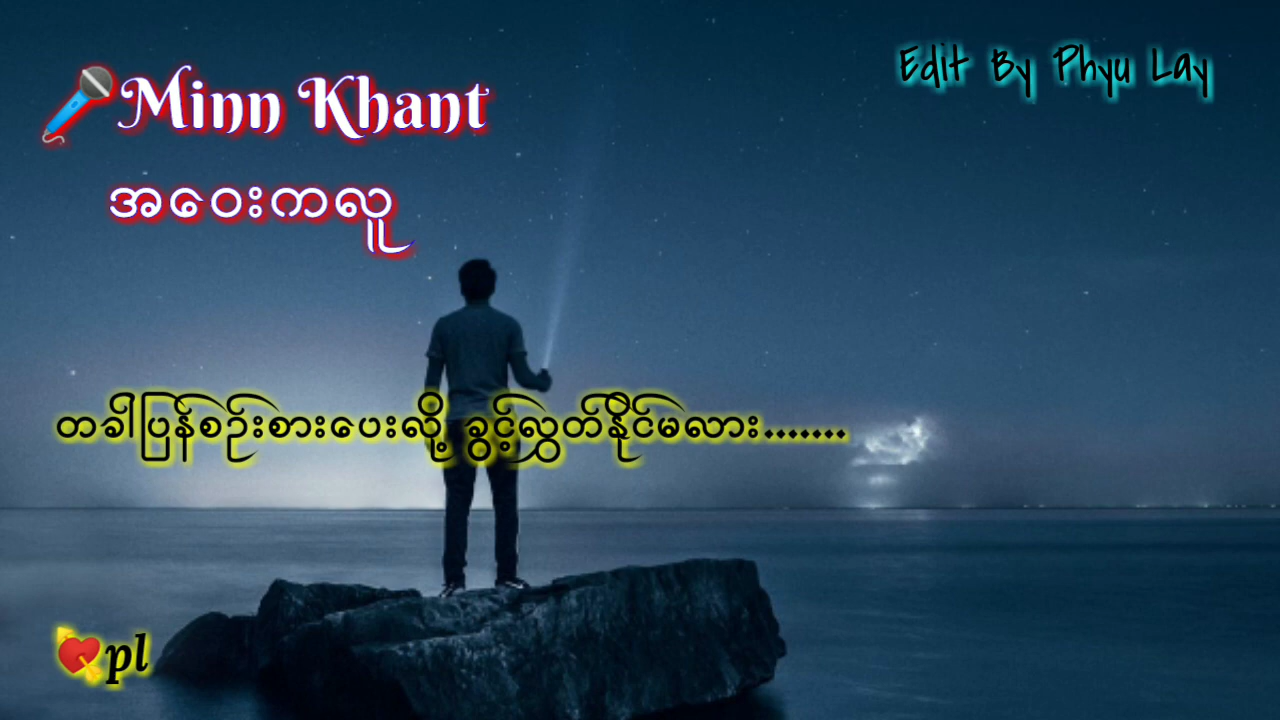 🎤Minn Khant
Edit By Phyu Lay
အဝေးကလူ
တခါပြန်စဉ်းစားပေးလို့ ခွင့်လွှတ်နိုင်မလား.......
💘pl